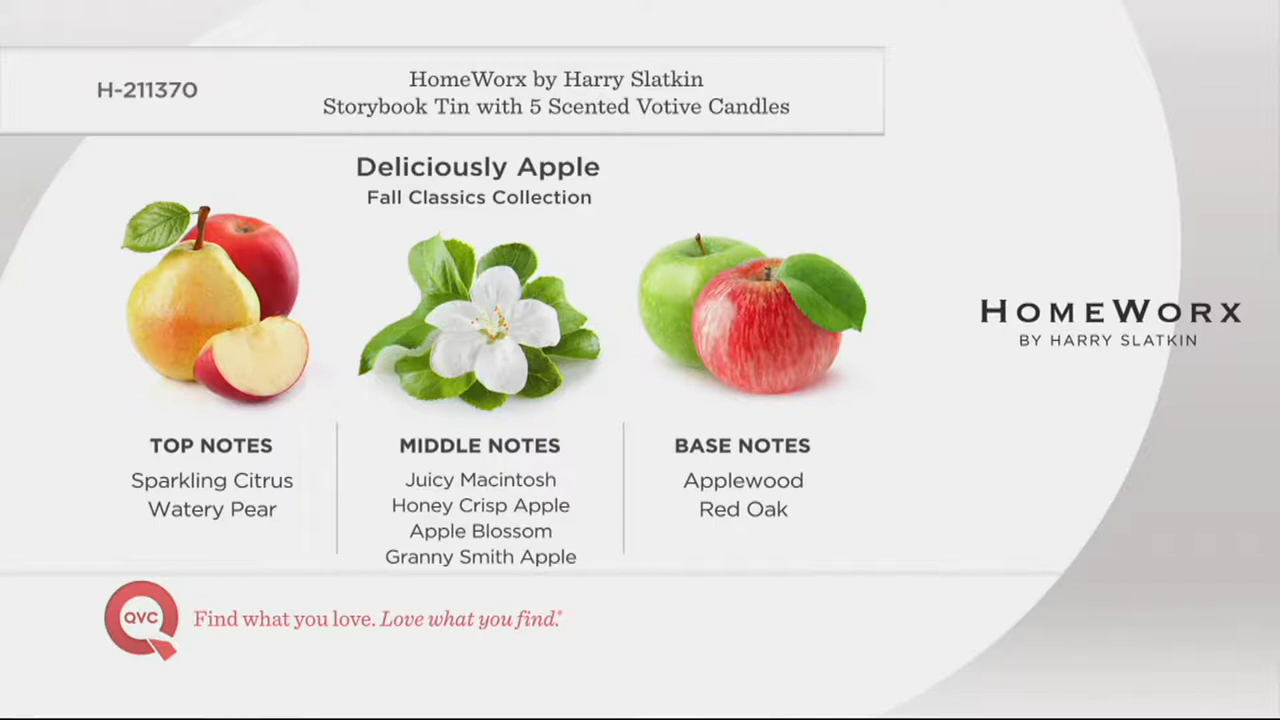 H-211370
HomeWorx by Harry Slatkin
Storybook Tin with 5 Scented Votive Candles
Deliciously Apple
Fall Classics Collection
HOMEWORX
BY HARRY SLATKIN
TOP NOTES
Sparkling Citrus
Watery Pear
MIDDLE NOTES
Juicy Macintosh
Honey Crisp Apple
Apple Blossom
Granny Smith Apple
BASE NOTES
Applewood
Red Oak
QVC
Find what you love. Love what you find.®